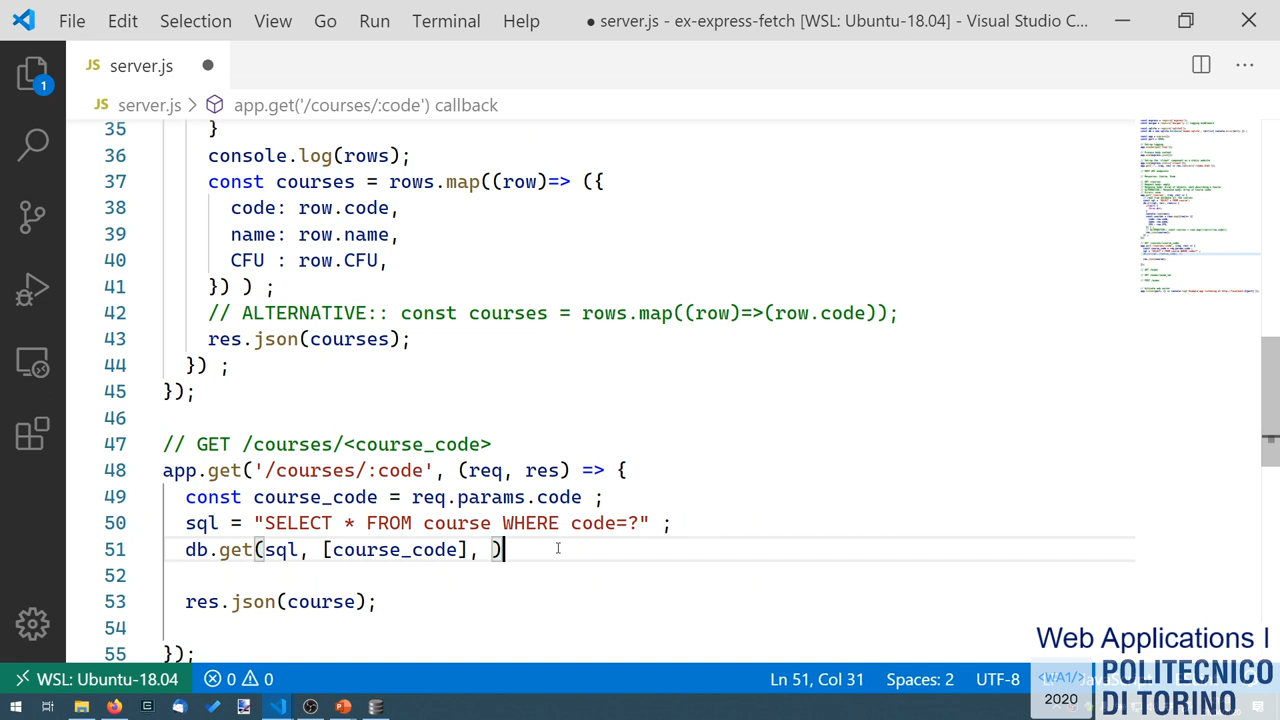 File Edit Selection View Go Run Terminal Help ● server.js - ex-express-fetch [WSL: Ubuntu-18.04] - Visual Studio C...
JS server.js ●
JS server.js > app.get('/courses/:code') callback
1
35 }
36 console.log(rows);
37 const courses = rows.map((row)=> ({
38 code: row.code,
39 name: row.name,
40 CFU : row.CFU,
41 }) ) ;
42 // ALTERNATIVE:: const courses = rows.map((row)=>(row.code));
43 res.json(courses);
44 }) ;
45 });
46
47 // GET /courses/<course_code>
48 app.get('/courses/:code', (req, res) => {
49 const course_code = req.params.code ;
50 sql = "SELECT * FROM course WHERE code=?" ;
51 db.get(sql, [course_code], )
52
53 res.json(course);
54
55 });
Web Applications I
<WA1/>
2020
POLITECNICO
DI TORINO
WSL: Ubuntu-18.04 0 0 Ln 51, Col 31 Spaces: 2 UTF-8